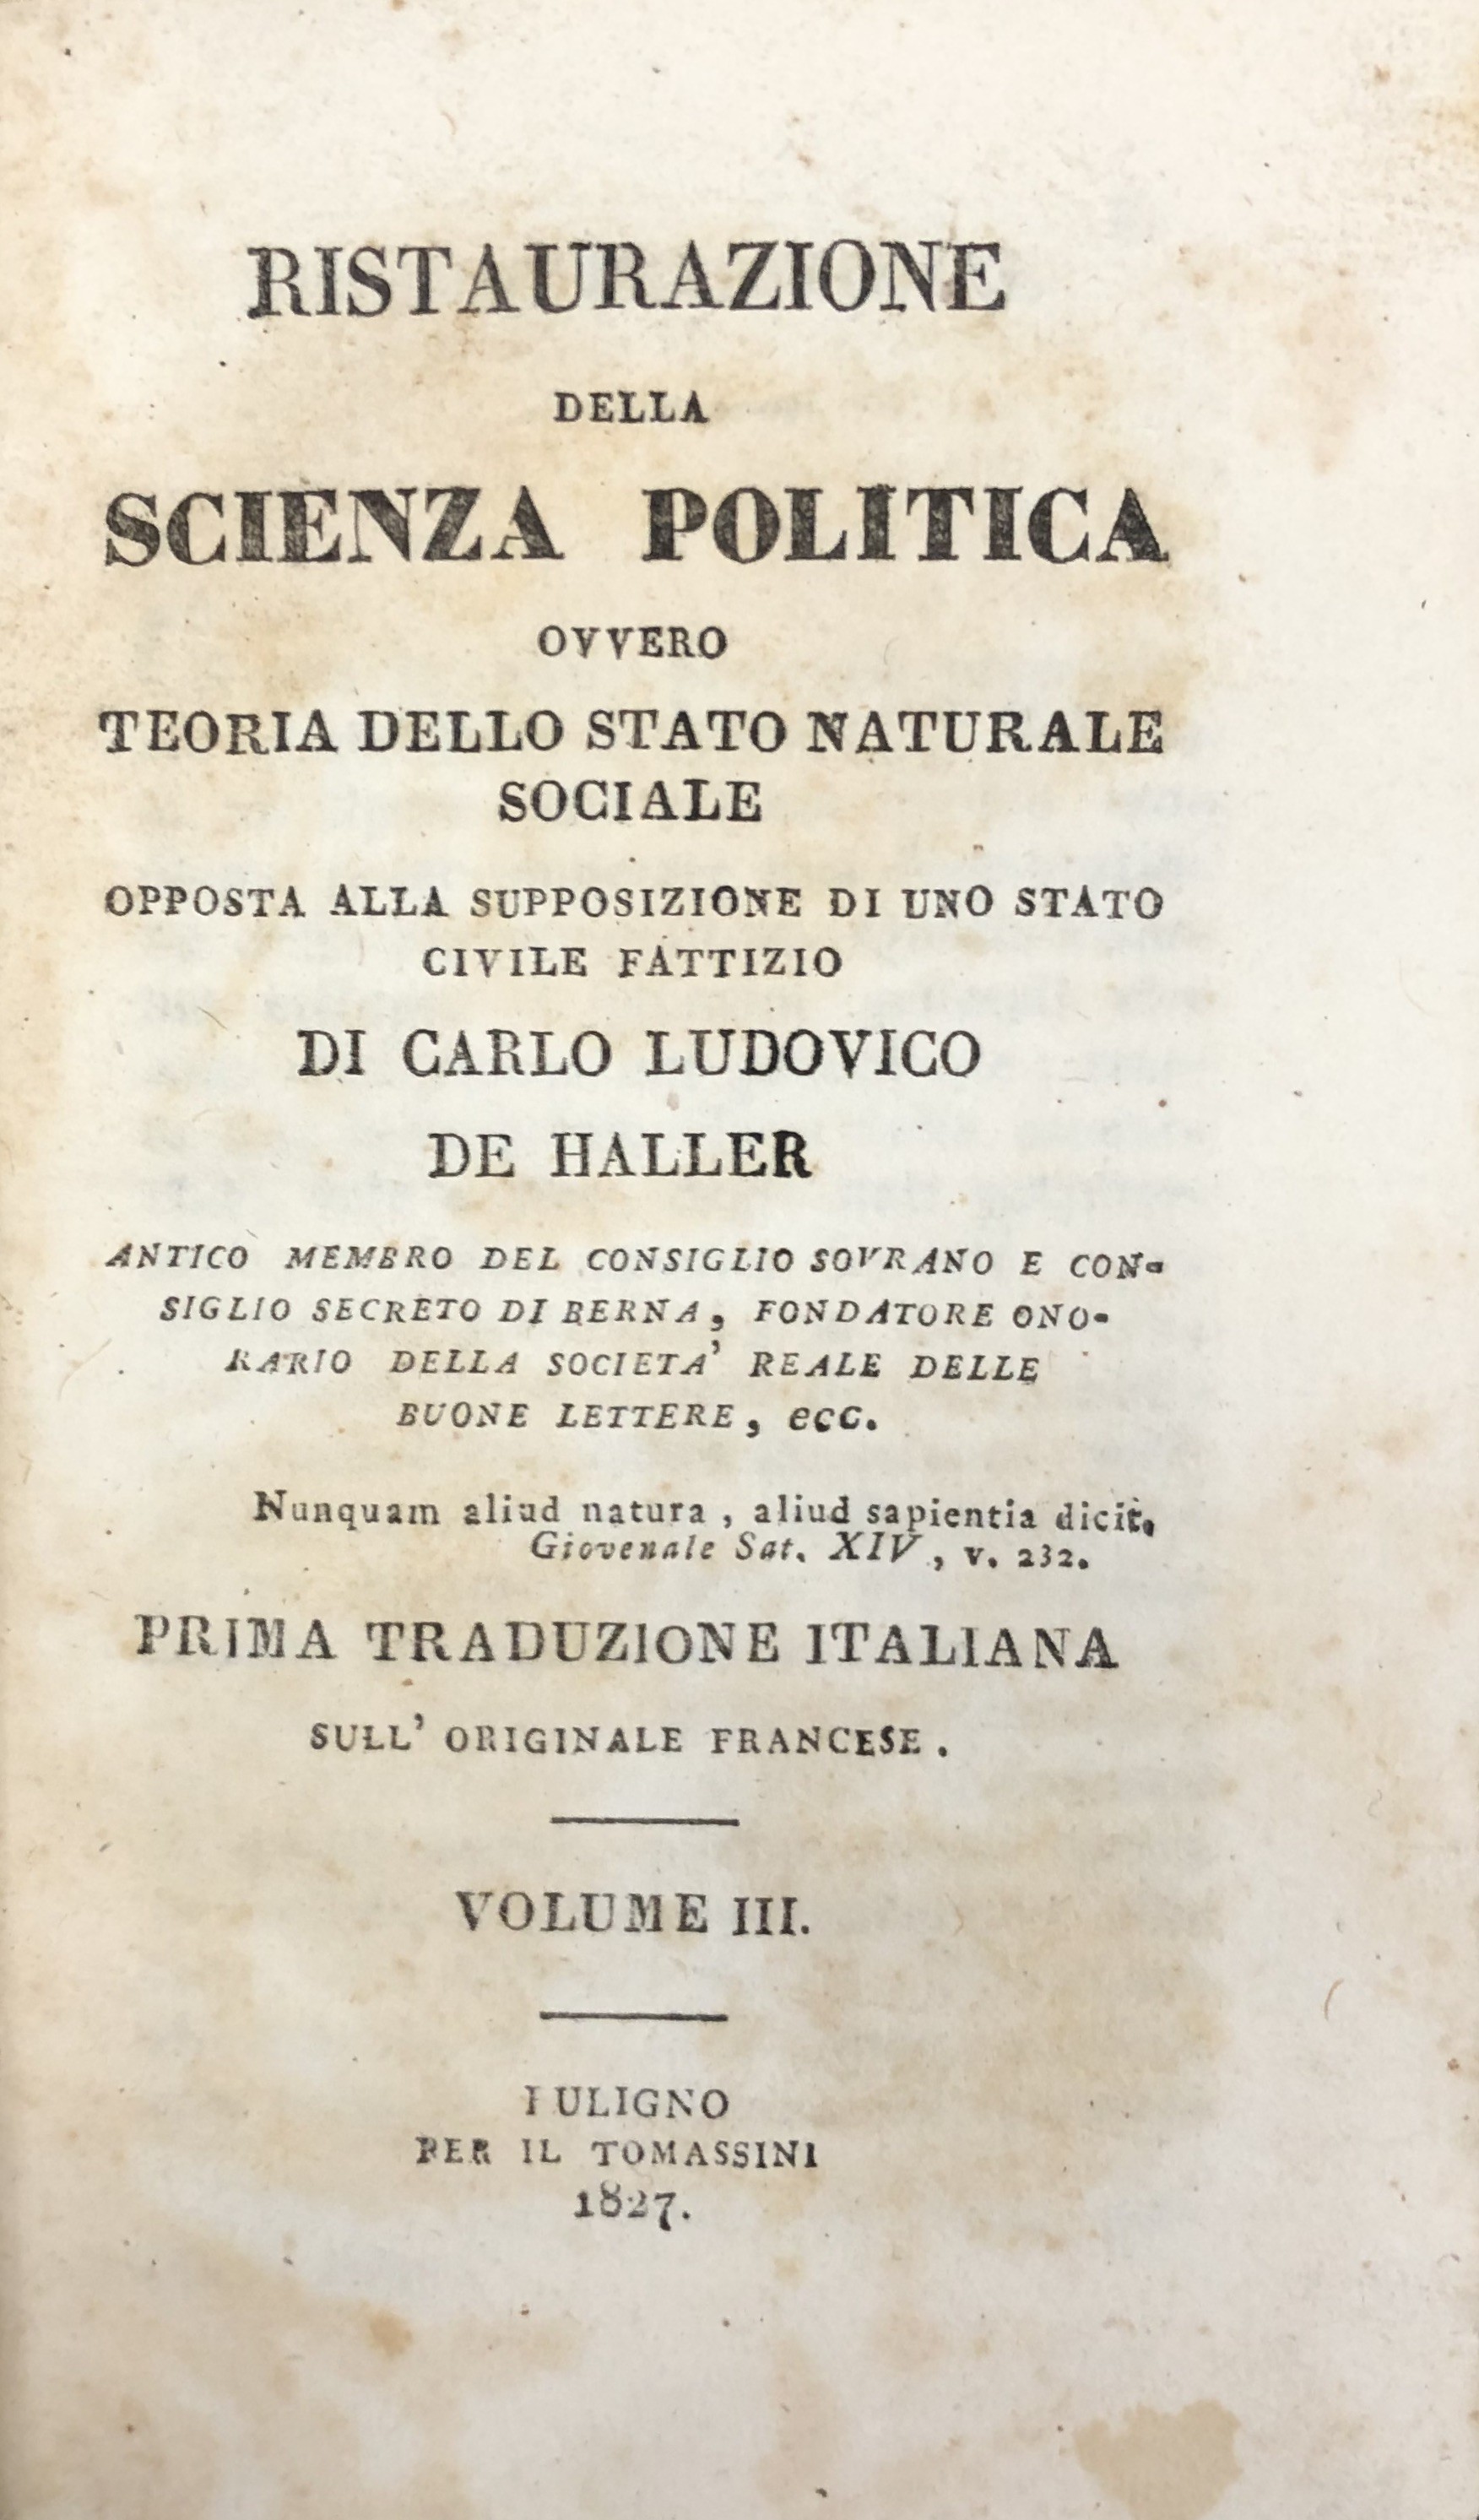 RISTAURAZIONE
DELLA
SCIENZA POLITICA
OVVERO
TEORIA DELLO STATO NATURALE
SOCIALE
OPPOSTA ALLA SUPPOSIZIONE DI UNO STATO
CIVILE FATTIZIO
DI CARLO LUDOVICO
DE HALLER
ANTICO MEMBRO DEL CONSIGLIO SOVRANO E CON-
SIGLIO SECRETO DI BERNA, FONDATORE ONO-
RARIO DELLA SOCIETA' REALE DELLE
BUONE LETTERE, ecc.
Nunquam aliud natura, aliud sapientia dicit.
Giovenale Sat. XIV, v. 232.
PRIMA TRADUZIONE ITALIANA
SULL' ORIGINALE FRANCESE.
VOLUME III.
FULIGNO
PER IL TOMASSINI
1827.